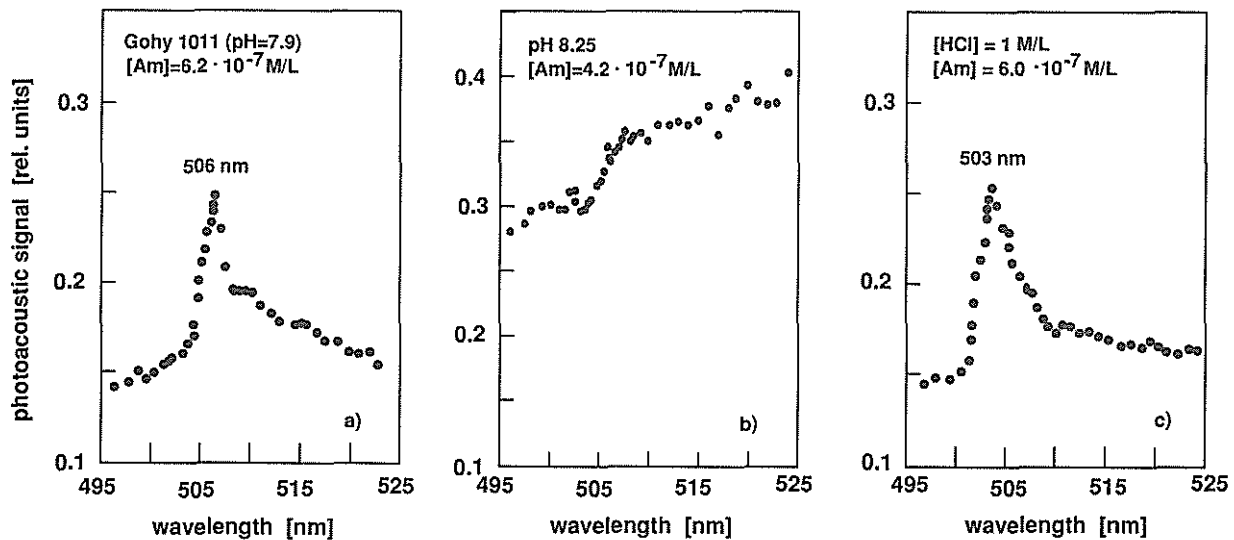 photoacoustic signal [rel. units]
Gohy 1011 (pH=7.9)
[Am]=6.2 · 10⁻⁷ M/L
506 nm
a)
0.3
0.2
0.1
495
505
515
525
wavelength [nm]
pH 8.25
[Am]=4.2 · 10⁻⁷ M/L
b)
0.4
0.3
0.2
0.1
495
505
515
525
wavelength [nm]
[HCl] = 1 M/L
[Am] = 6.0 · 10⁻⁷ M/L
503 nm
c)
0.3
0.2
0.1
495
505
515
525
wavelength [nm]